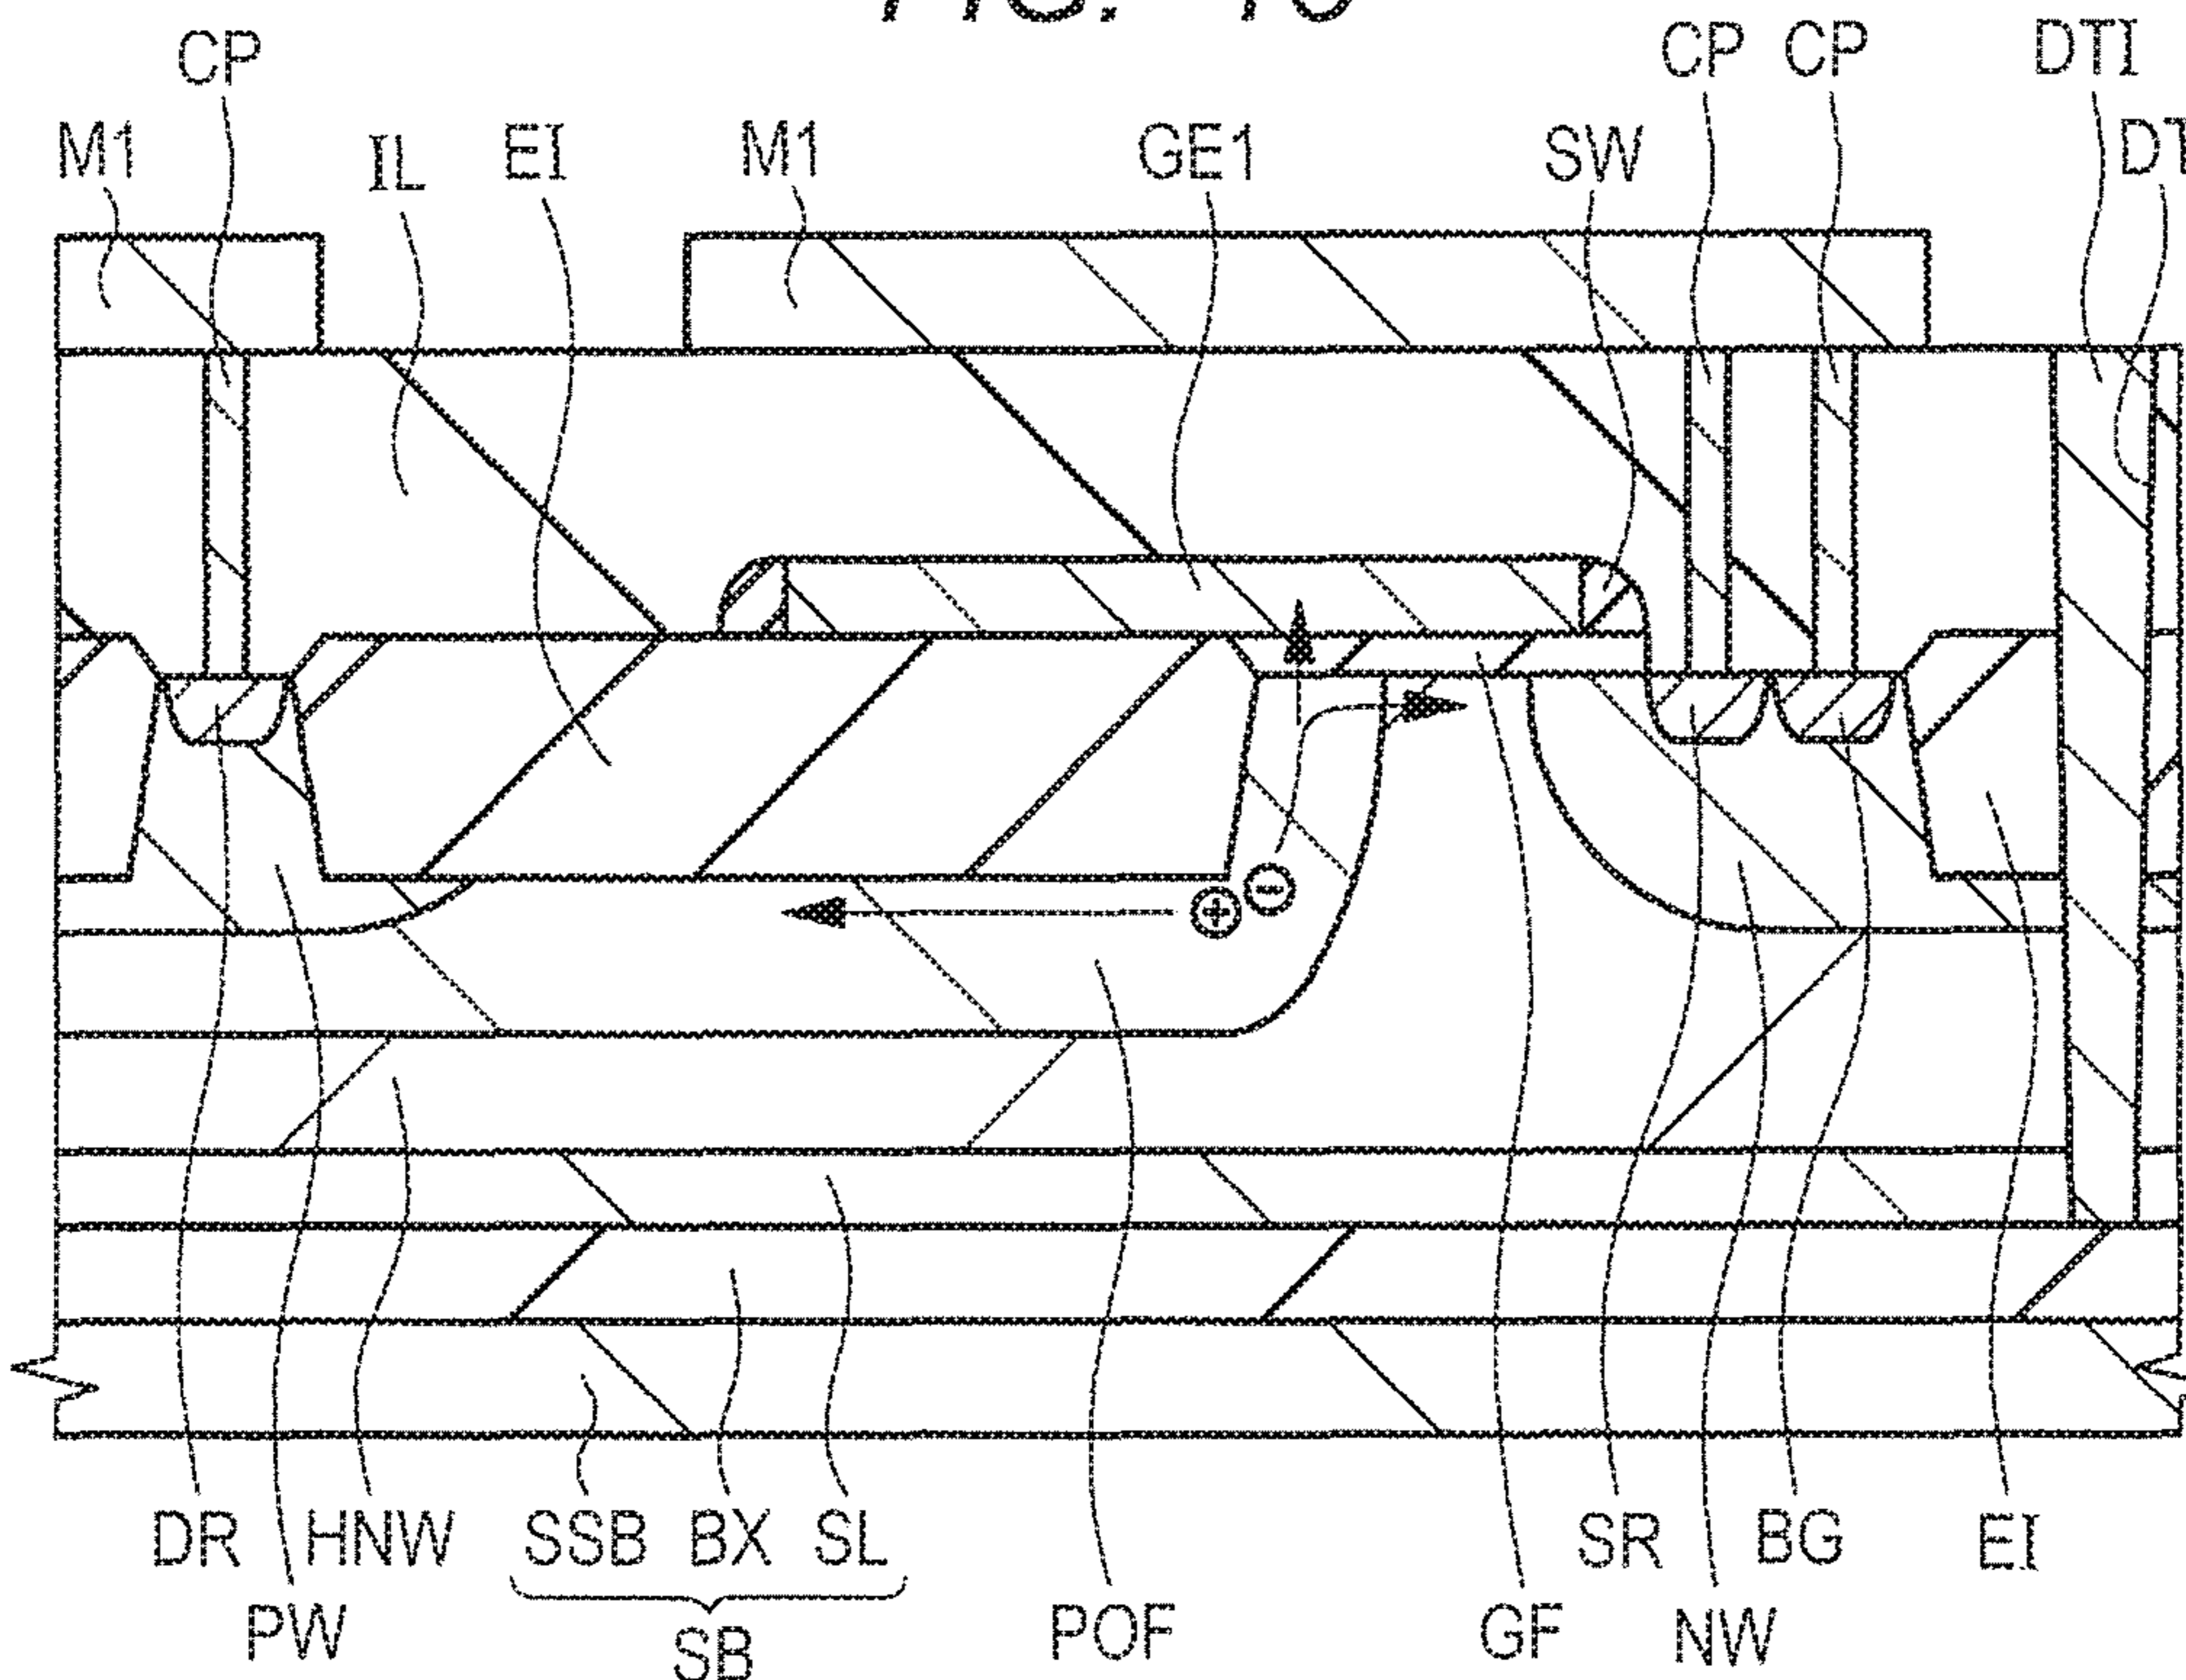 CP CP CP DTI
M1 IL EI M1 GE1 SW DT
DR HNW SSB BX SL SR BG EI
PW SB POF GF NW